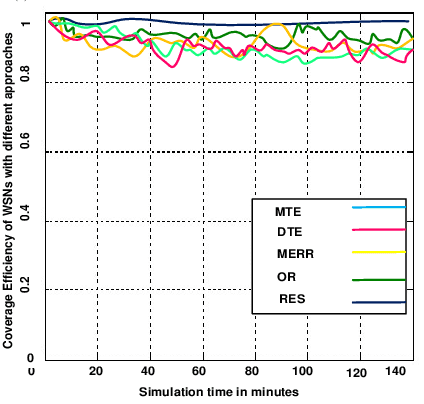 Coverage Efficiency of WSNs with different approaches
1
0.8
0.6
0.4
0.2
0
0 20 40 60 80 100 120 140
MTE
DTE
MERR
OR
RES
Simulation time in minutes